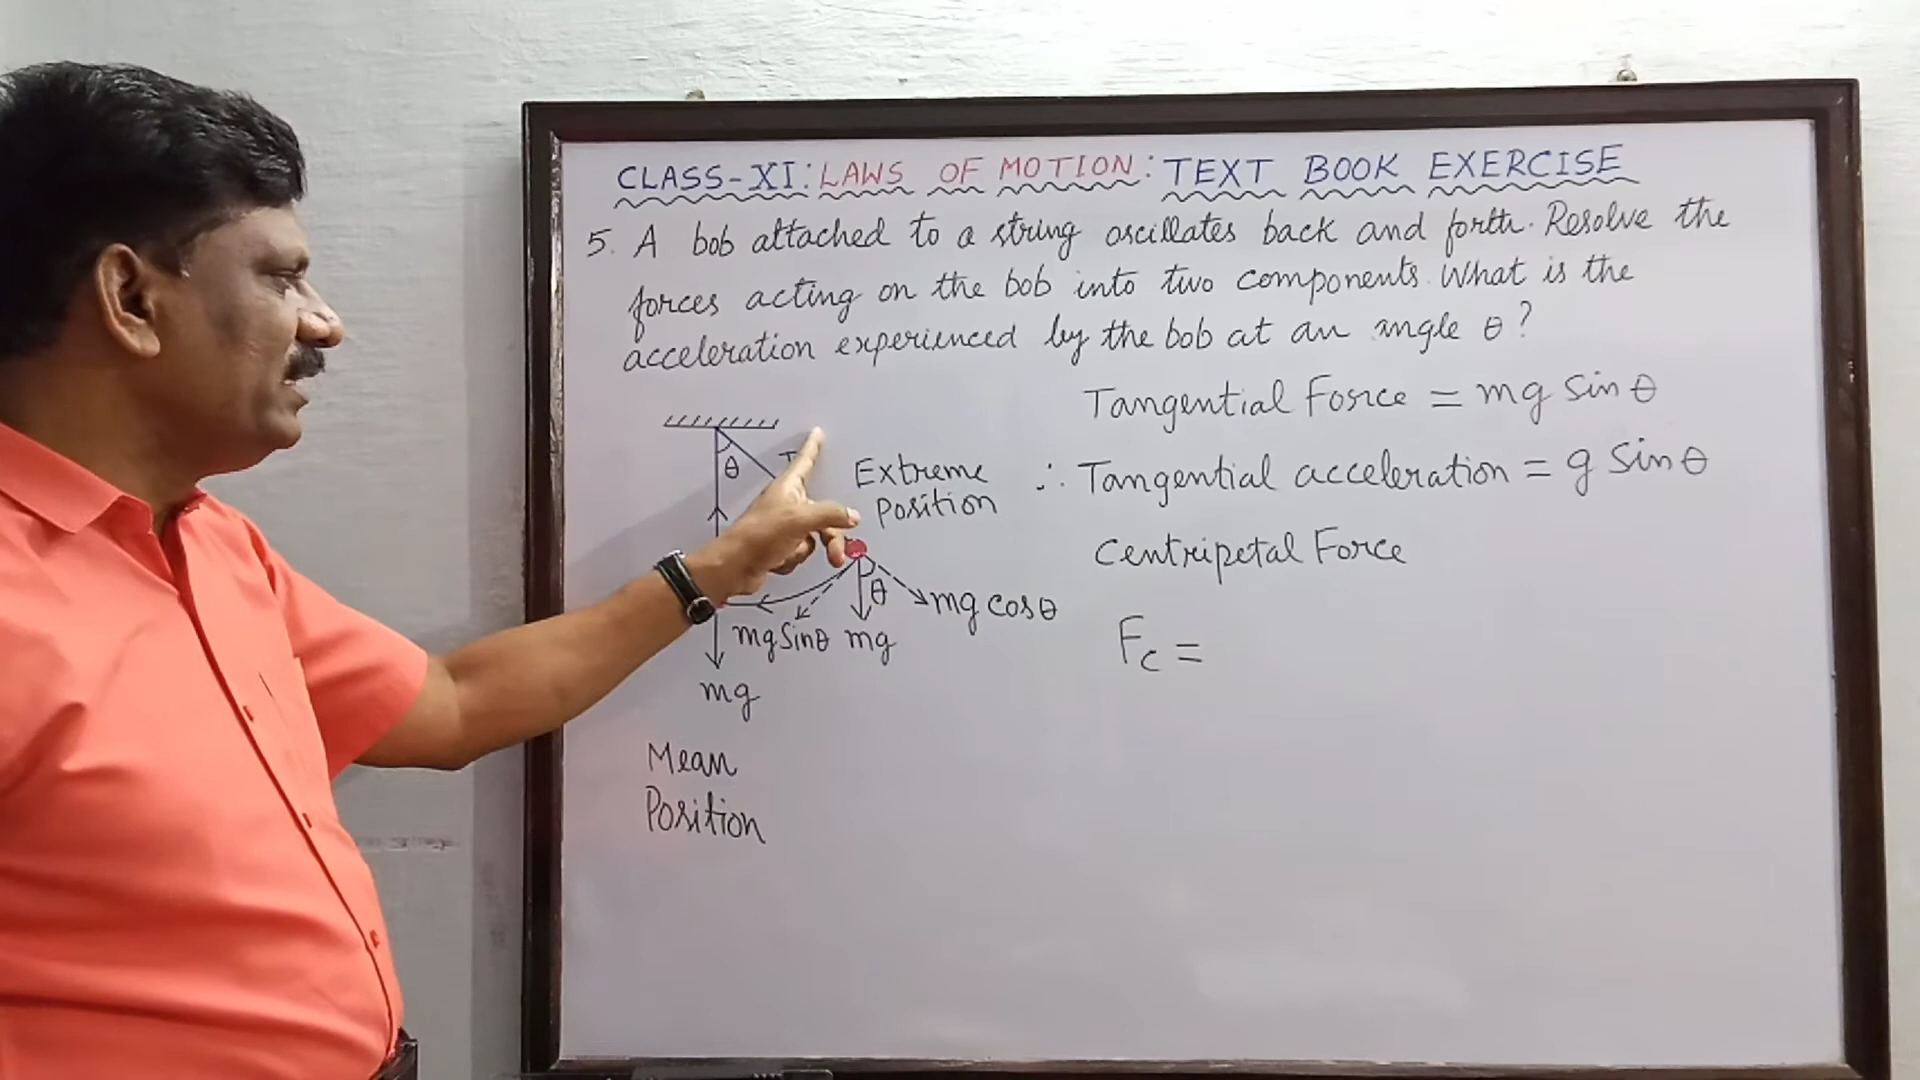 CLASS-XI: LAWS OF MOTION: TEXT BOOK EXERCISE
5. A bob attached to a string oscillates back and forth. Resolve the
forces acting on the bob into two components. What is the
acceleration experienced by the bob at an angle θ?
Tangential Force = mg sin θ
∴ Tangential acceleration = g sin θ
Centripetal Force
Fc =
θ
T
Extreme
Position
θ
mg cos θ
mg sin θ
mg
mg
Mean
Position